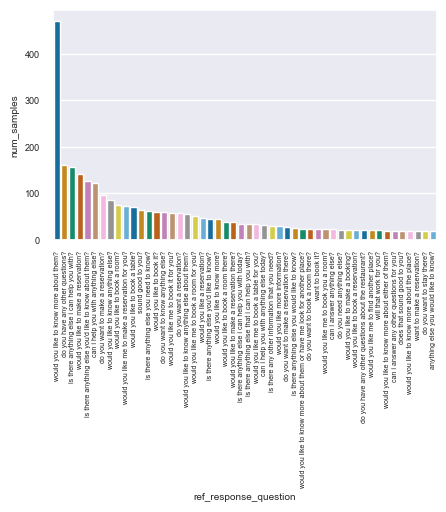 num_samples
400
300
200
100
0
would you like to know more about them?
do you have any other questions?
is there anything else i can help you with?
would you like to make a reservation?
is there anything else you'd like to know about them?
can i help you with anything else?
do you want to make a reservation?
would you like to know anything else?
would you like to book a room?
would you like me to make a reservation for you?
would you like to book a table?
sound good to you?
is there anything else you need to know?
would you like to book it?
do you want to know anything else?
would you like me to book it for you?
do you want a reservation?
would you like to know anything else about them?
would you like me to book a room for you?
would you like a reservation?
is there anything else you'd like to know?
would you like to know more?
would you like to book a room there?
would you like to make a reservation there?
is there anything else i can help you with today?
is there anything else that i can help you with?
would you like me to book a table for you?
can i help you with anything else today?
is there any other information that you need?
would you like more information?
do you want to make a reservation there?
is there anything else you would like to know?
would you like to know more about them or have me look for another place?
do you want to book a room there?
want to book it?
would you like me to book you a room?
can i answer anything else?
do you need anything else?
would you like to make a booking?
would you like to book a reservation?
do you have any other questions about the restaurant?
would you like me to find another place?
will that work for you?
would you like to know more about either of them?
can i answer any other questions for you?
does that sound good to you?
would you like to know more about the place?
do you want to stay there?
anything else you would like to know?
ref_response_question